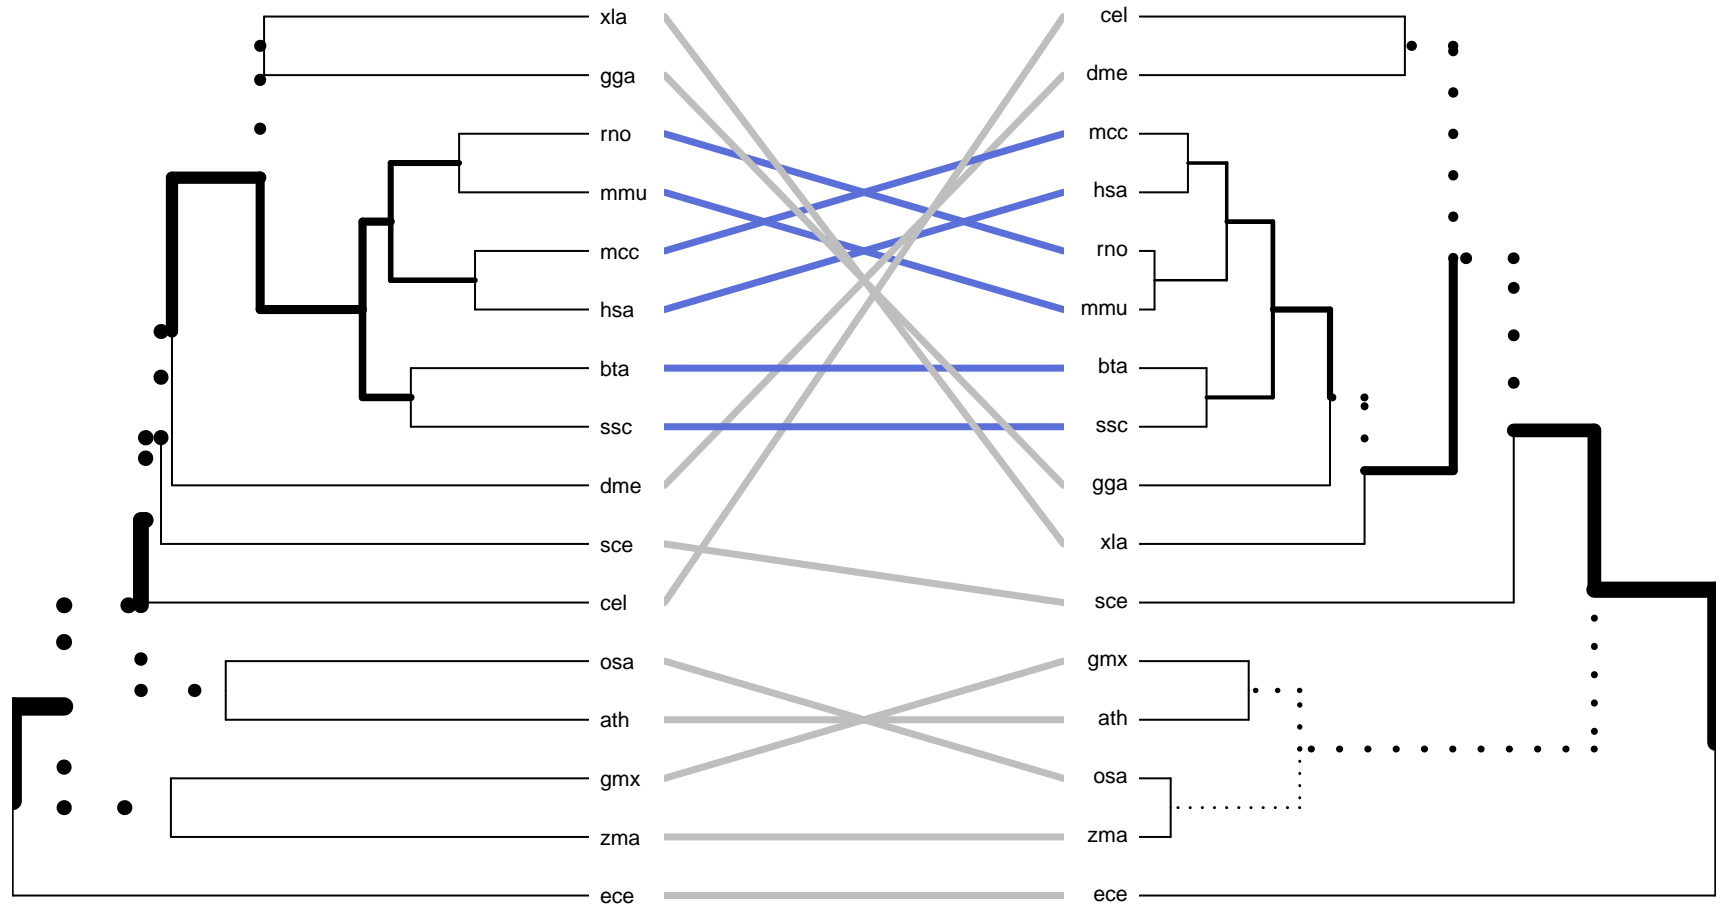 xla
gga
rno
mmu
mcc
hsa
bta
ssc
dme
sce
cel
osa
ath
gmx
zma
ece
cel
dme
mcc
hsa
rno
mmu
bta
ssc
gga
xla
sce
gmx
ath
osa
zma
ece